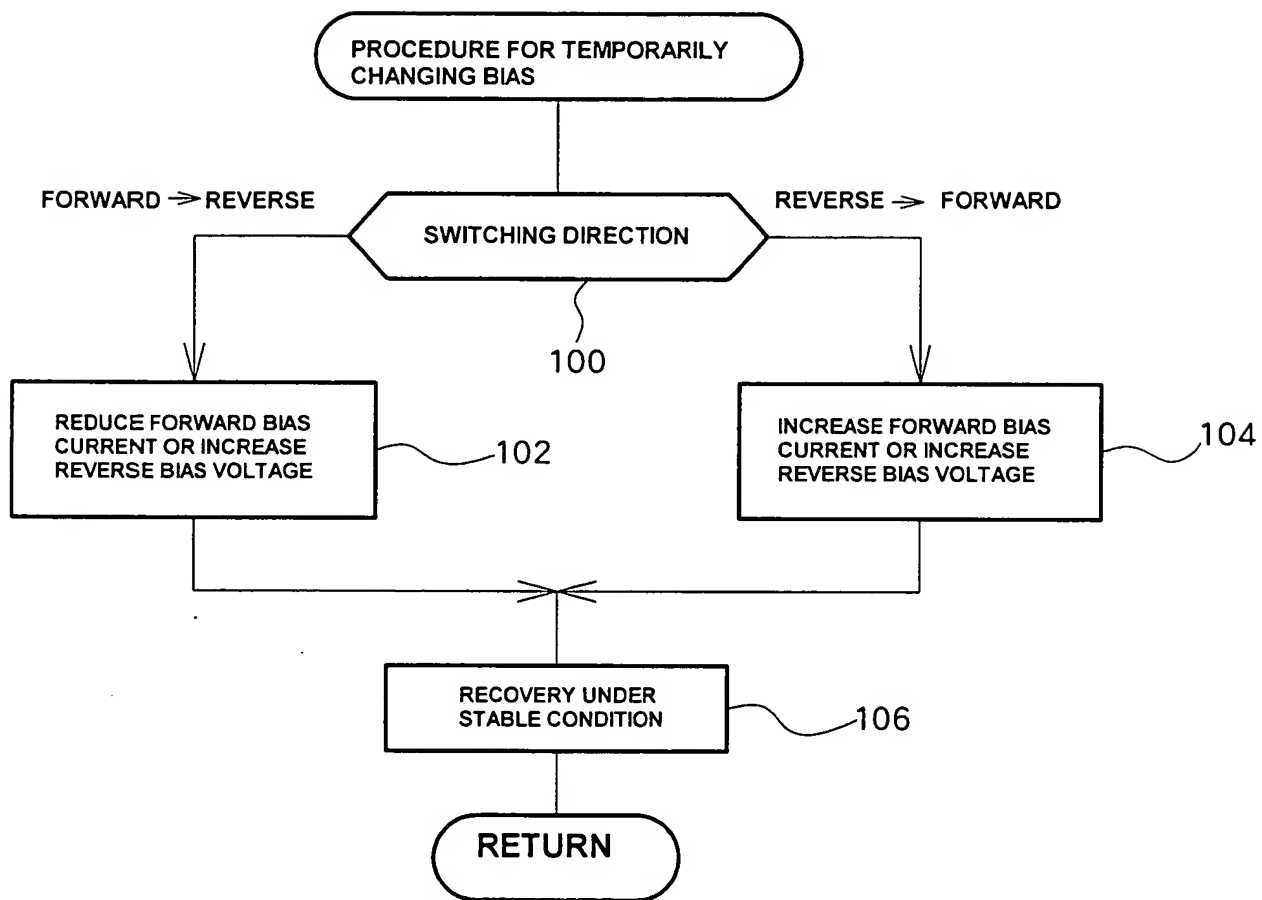 PROCEDURE FOR TEMPORARILY
CHANGING BIAS
FORWARD → REVERSE
REVERSE → FORWARD
SWITCHING DIRECTION
100
REDUCE FORWARD BIAS
CURRENT OR INCREASE
REVERSE BIAS VOLTAGE
102
INCREASE FORWARD BIAS
CURRENT OR INCREASE
REVERSE BIAS VOLTAGE
104
RECOVERY UNDER
STABLE CONDITION
106
RETURN